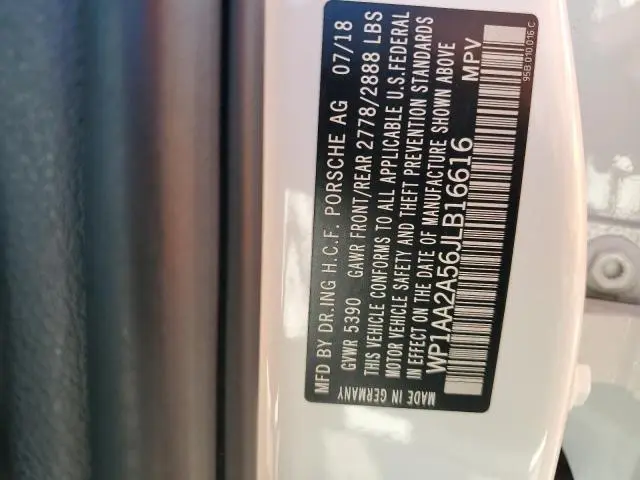 MFD BY DR.ING H.C.F. PORSCHE AG 07/18
GVWR 5390 GAWR FRONT/REAR 2778/2888 LBS
THIS VEHICLE CONFORMS TO ALL APPLICABLE U.S.FEDERAL
MOTOR VEHICLE SAFETY AND THEFT PREVENTION STANDARDS
IN EFFECT ON THE DATE OF MANUFACTURE SHOWN ABOVE
WP1AA2A56JLB16616 MPV
MADE IN GERMANY
95B 010 016 C